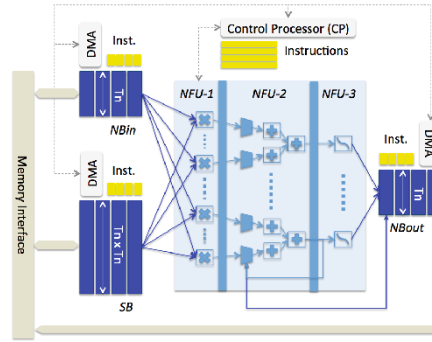 Control Processor (CP)
Instructions
DMA
Inst.
Tn
NBin
NFU-1
NFU-2
NFU-3
Memory Interface
DMA
Inst.
Tn x Tn
SB
Inst.
DMA
Tn
NBout